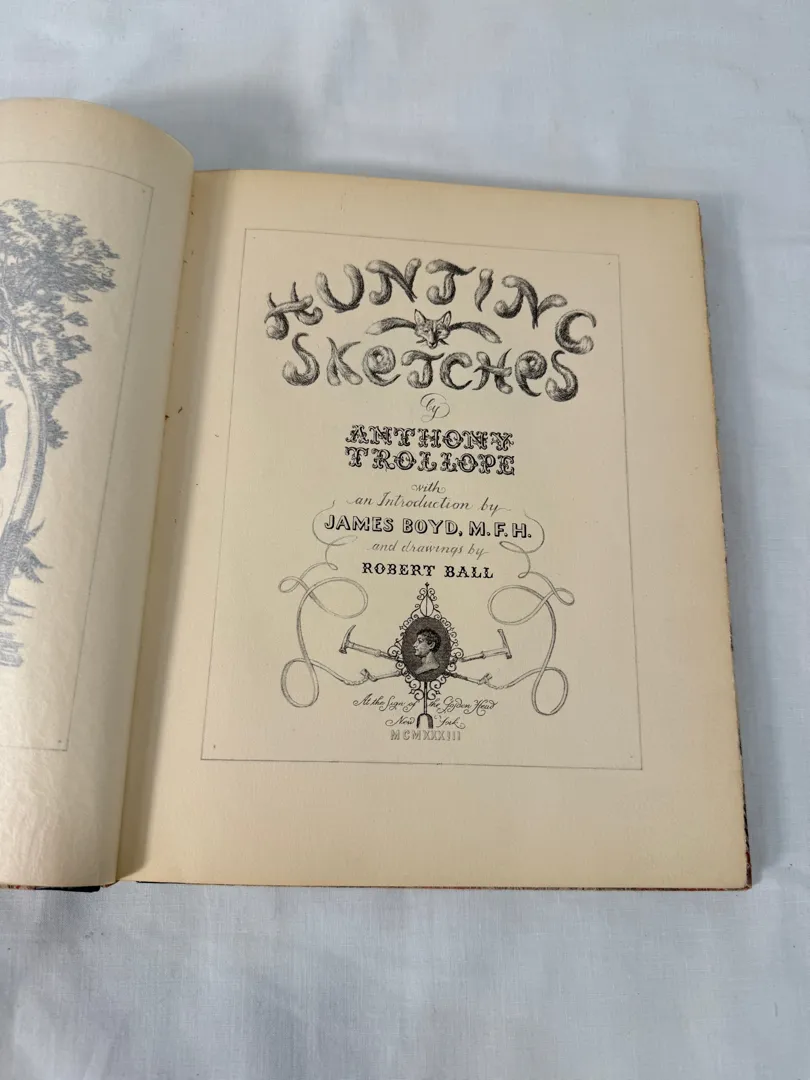 HUNTING
SKETCHES
by
ANTHONY
TROLLOPE
with
an Introduction by
JAMES BOYD, M.F.H.
and drawings by
ROBERT BALL
At the Sign of the Gosden Head
New York
MCMXXXIII